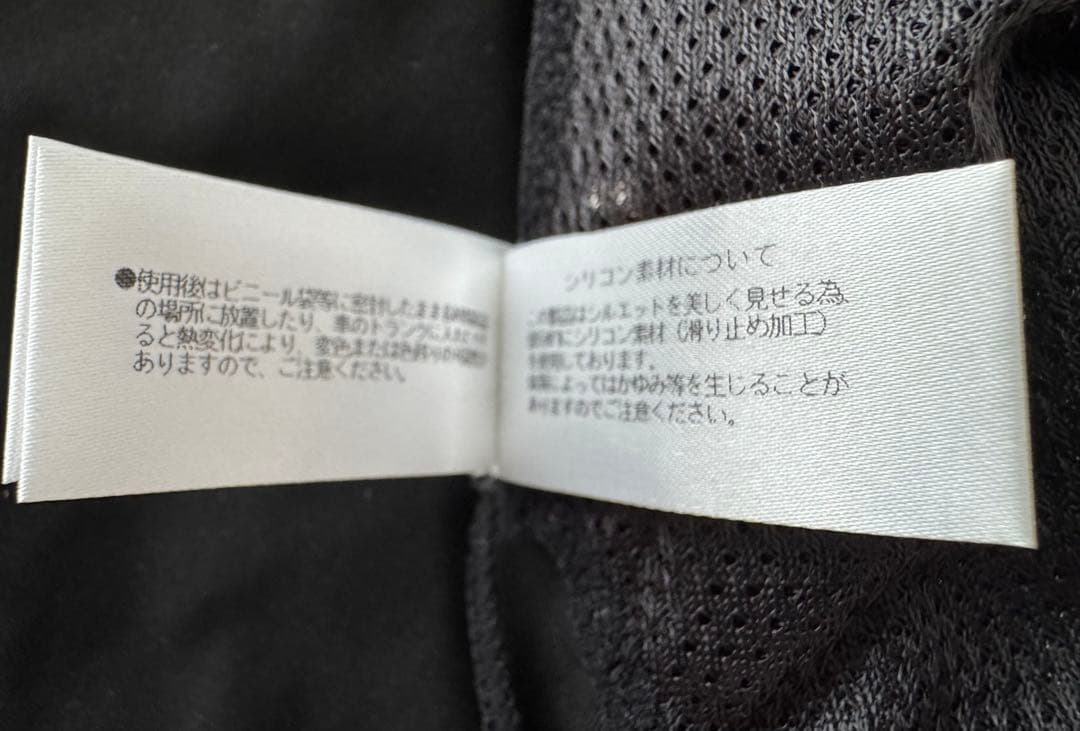 ●使用後はビニール袋等に密封したまま
の場所に放置したり、車のトランクに入れ
ると熱変化により、変色または色
ありますので、ご注意ください。
シリコン素材について
この製品はシルエットを美しく見せる為、
にシリコン素材（滑り止め加工）
を使用しております。
によってはかゆみ等を生じることが
ありますのでご注意ください。